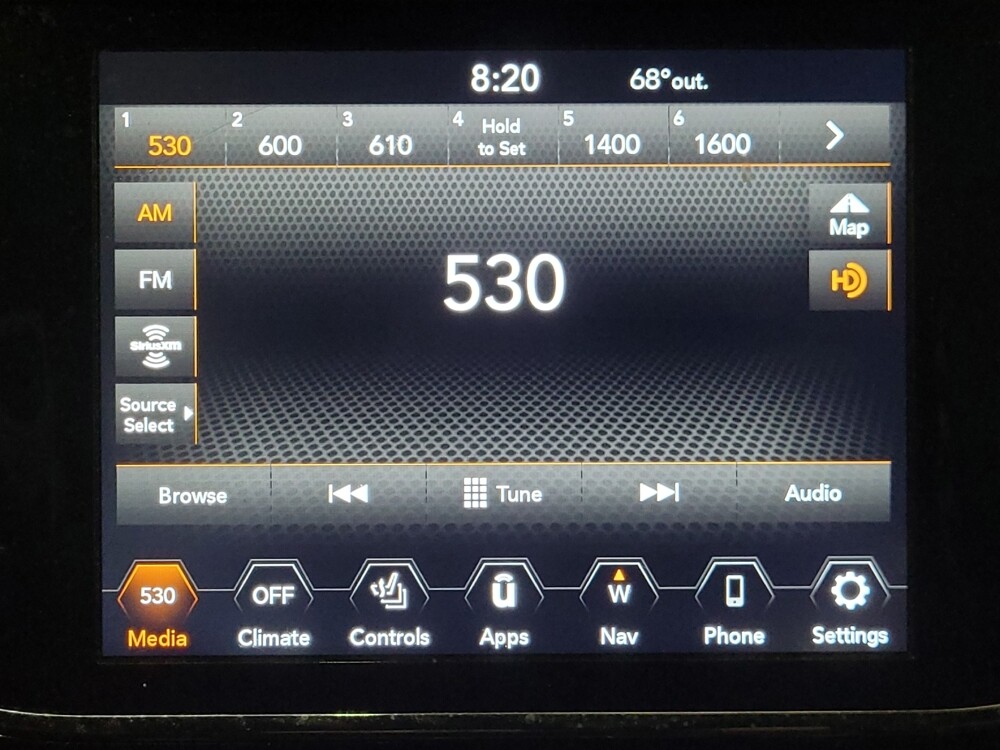 8:20 68°out.
1 2 3 4 5 6
530 600 610 Hold to Set 1400 1600
AM
Map
FM
530
HD
SiriusXM
Source
Select
Browse Tune Audio
530 OFF u W
Media Climate Controls Apps Nav Phone Settings